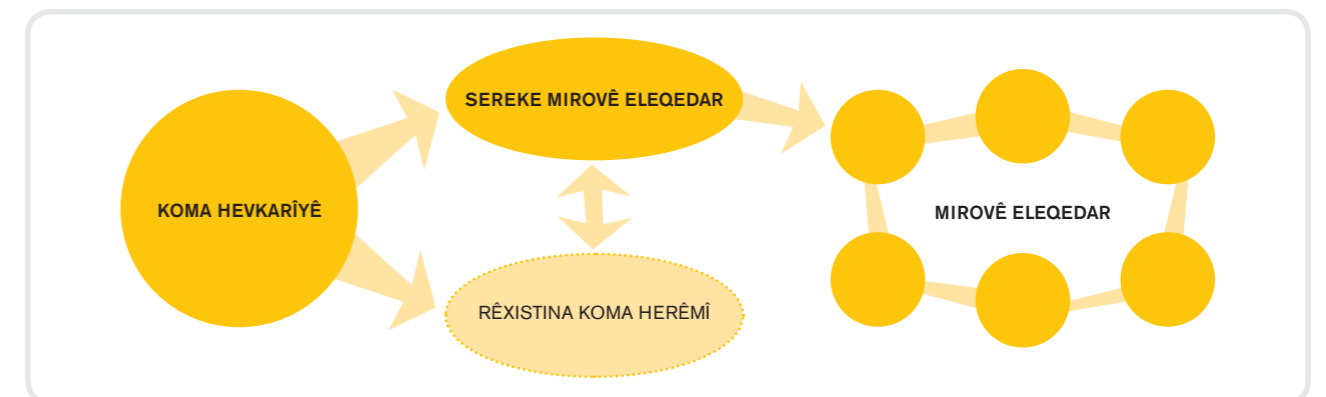 SEREKE MIROVÊ ELEQEDAR
KOMA HEVKARÎYÊ
MIROVÊ ELEQEDAR
RÊXISTINA KOMA HERÊMÎ